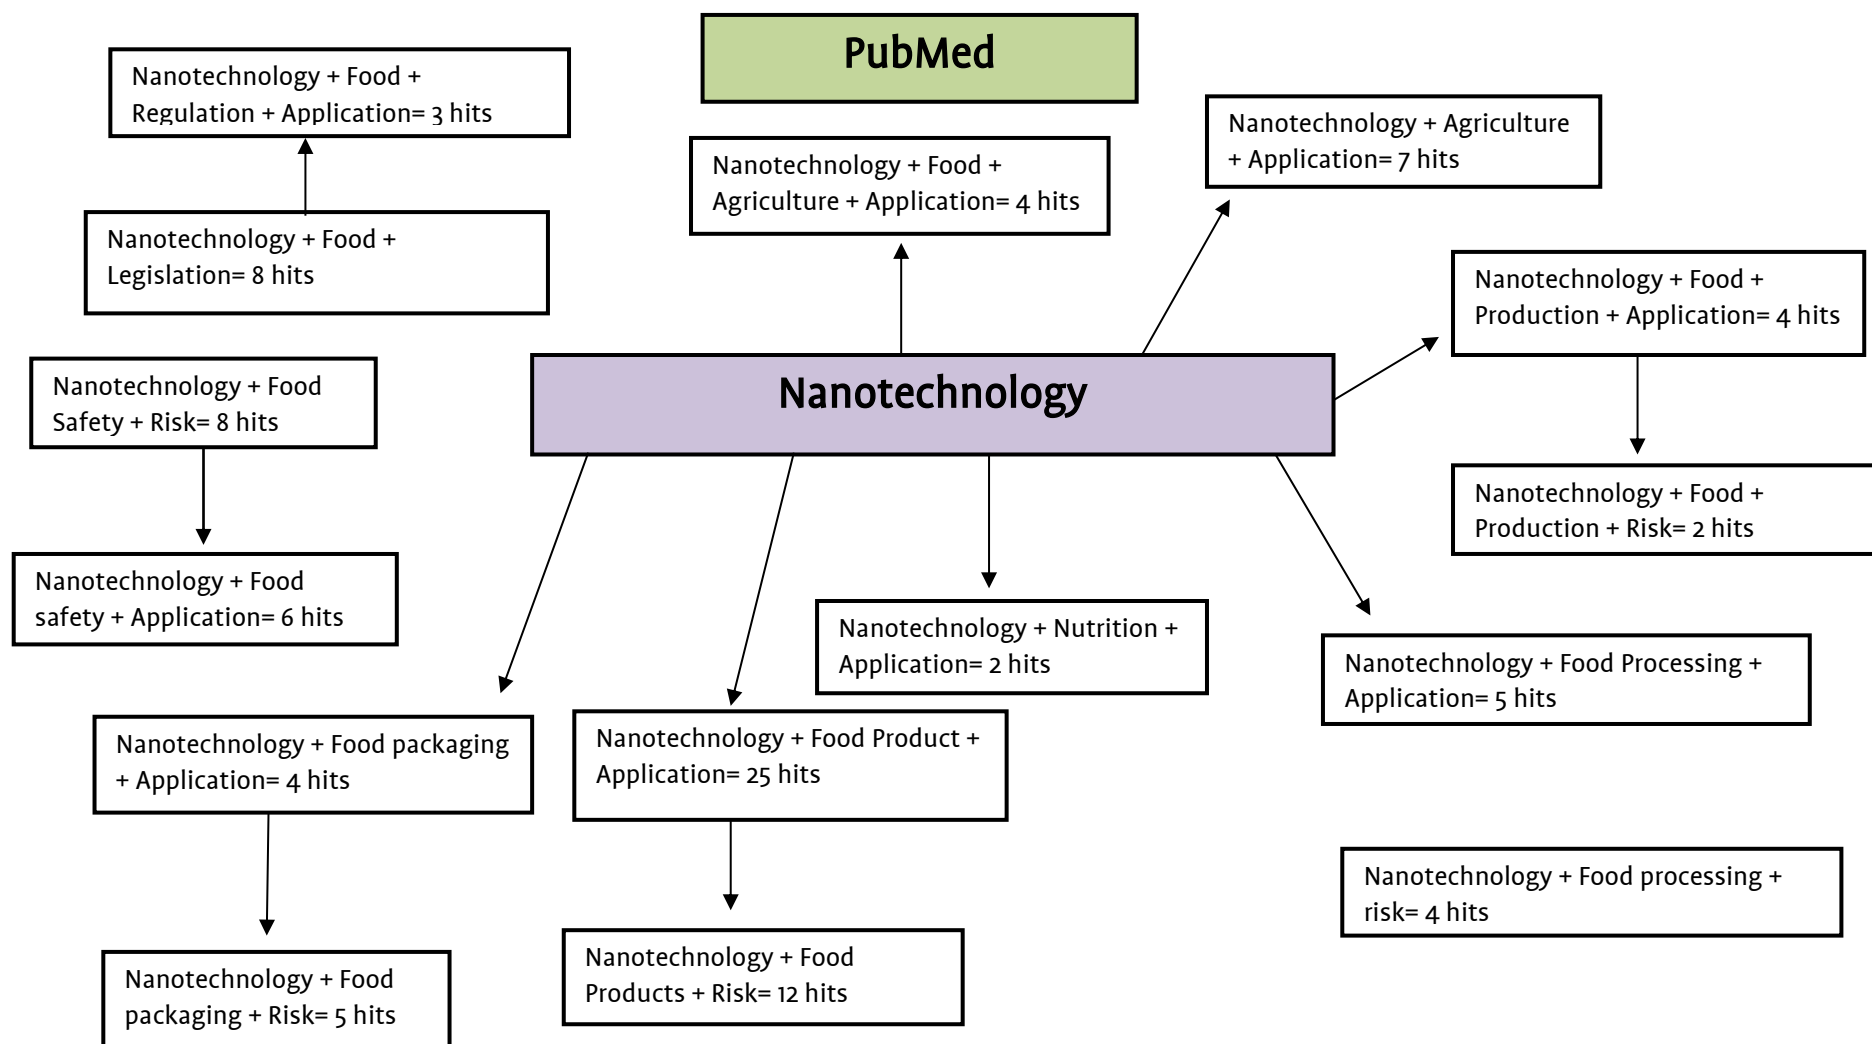 PubMed
Nanotechnology + Food +
Regulation + Application= 3 hits
Nanotechnology + Food +
Agriculture + Application= 4 hits
Nanotechnology + Agriculture
+ Application= 7 hits
Nanotechnology + Food +
Legislation= 8 hits
Nanotechnology + Food +
Production + Application= 4 hits
Nanotechnology + Food
Safety + Risk= 8 hits
Nanotechnology
Nanotechnology + Food +
Production + Risk= 2 hits
Nanotechnology + Food
safety + Application= 6 hits
Nanotechnology + Nutrition +
Application= 2 hits
Nanotechnology + Food Processing +
Application= 5 hits
Nanotechnology + Food packaging
+ Application= 4 hits
Nanotechnology + Food Product +
Application= 25 hits
Nanotechnology + Food processing +
risk= 4 hits
Nanotechnology + Food
packaging + Risk= 5 hits
Nanotechnology + Food
Products + Risk= 12 hits